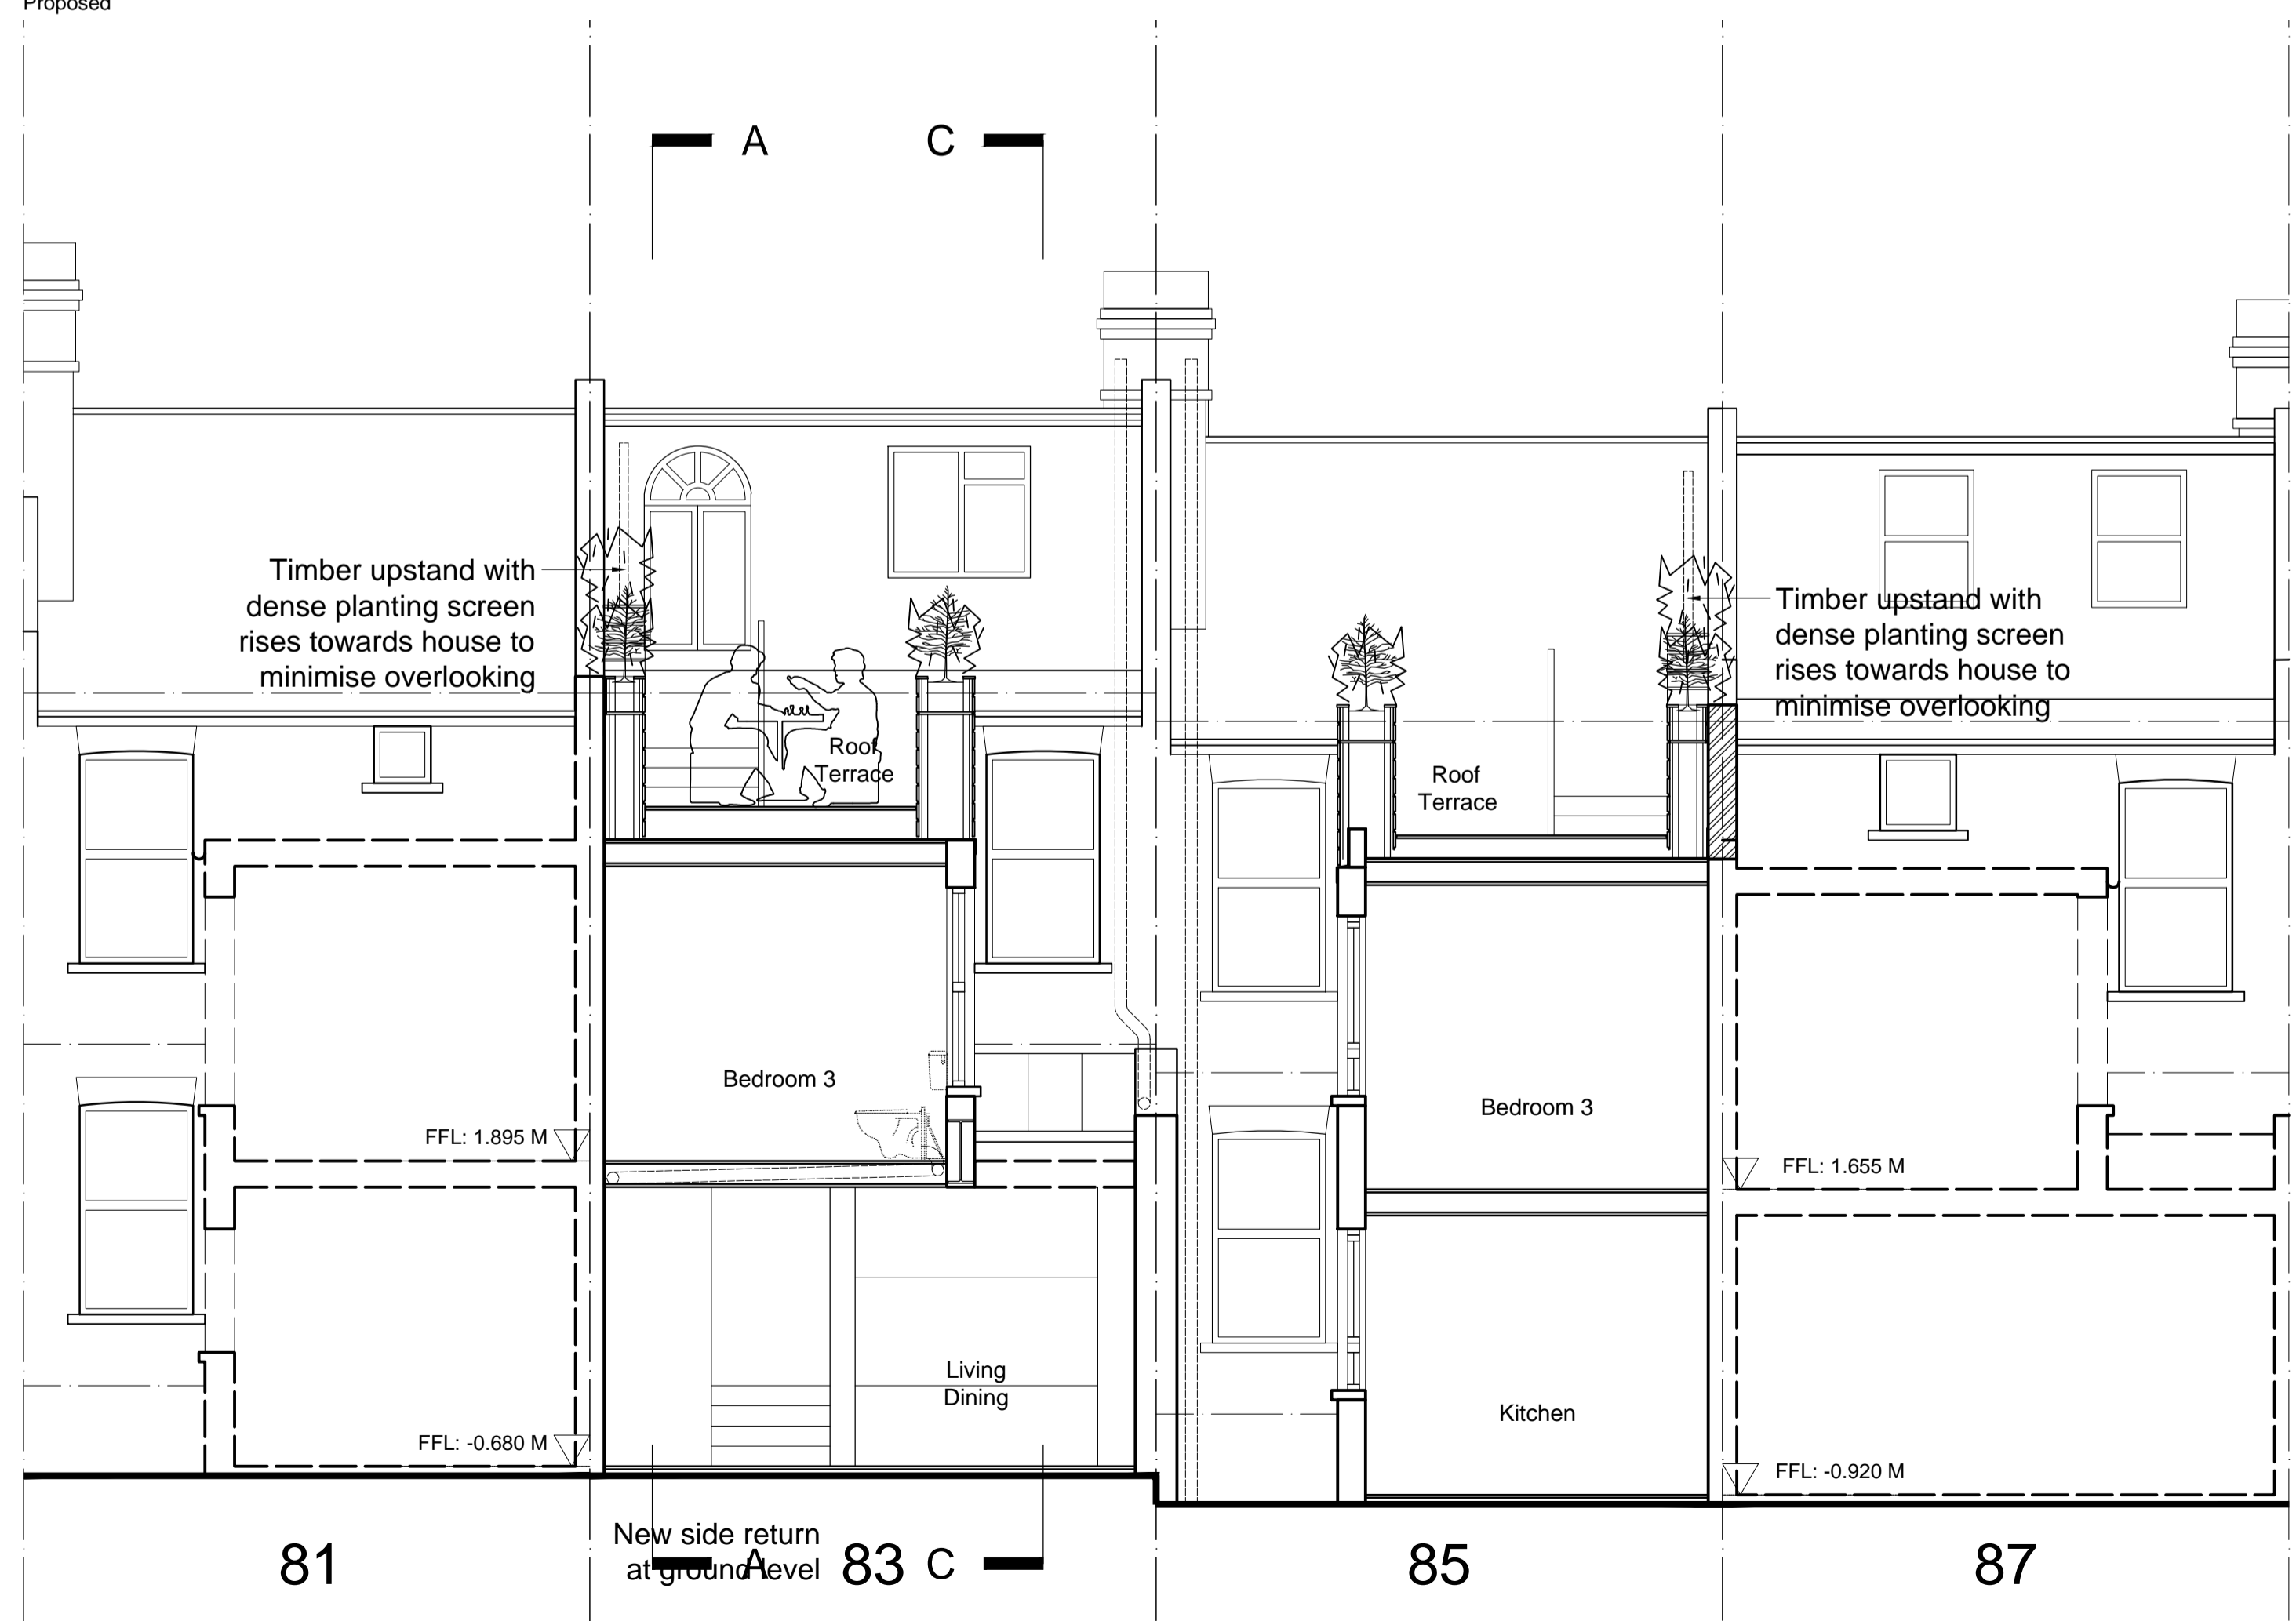 Proposed
A
C
Timber upstand with
dense planting screen
rises towards house to
minimise overlooking
Timber upstand with
dense planting screen
rises towards house to
minimise overlooking
Roof
Terrace
Roof
Terrace
Bedroom 3
Bedroom 3
FFL: 1.895 M
FFL: 1.655 M
Living
Dining
Kitchen
FFL: -0.680 M
FFL: -0.920 M
New side return
at ground level
81
A
83
C
85
87